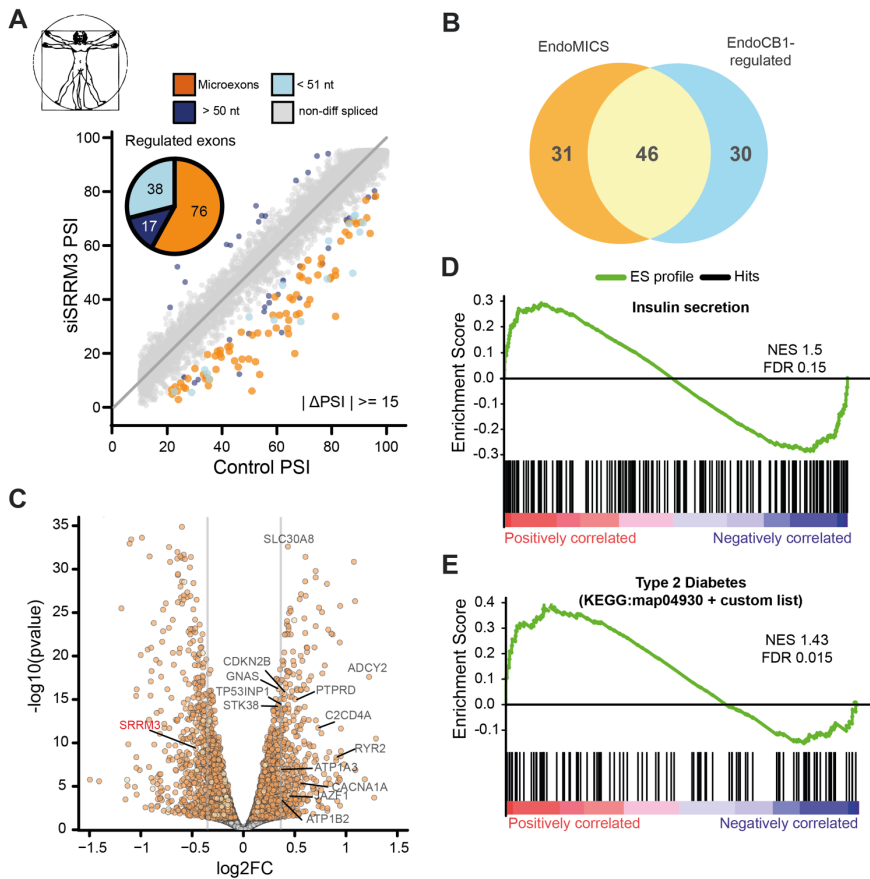 A
Microexons
< 51 nt
> 50 nt
non-diff spliced
Regulated exons
38
76
17
100
80
60
40
20
0
siSRRM3 PSI
| ΔPSI | >= 15
0
20
40
60
80
100
Control PSI
B
EndoMICS
EndoCB1-
regulated
31
46
30
C
35
30
25
20
15
10
5
0
-log10(pvalue)
SLC30A8
CDKN2B
ADCY2
GNAS
TP53INP1
PTPRD
STK38
C2CD4A
SRRM3
RYR2
ATP1A3
CACNA1A
JAZF1
ATP1B2
−1.5
−1.0
−0.5
0
0.5
1.0
1.5
log2FC
D
ES profile
Hits
Insulin secretion
0.3
0.2
0.1
0.0
-0.1
-0.2
-0.3
Enrichment Score
NES 1.5
FDR 0.15
Positively correlated
Negatively correlated
E
Type 2 Diabetes
(KEGG:map04930 + custom list)
0.4
0.3
0.2
0.1
0.0
-0.1
Enrichment Score
NES 1.43
FDR 0.015
Positively correlated
Negatively correlated